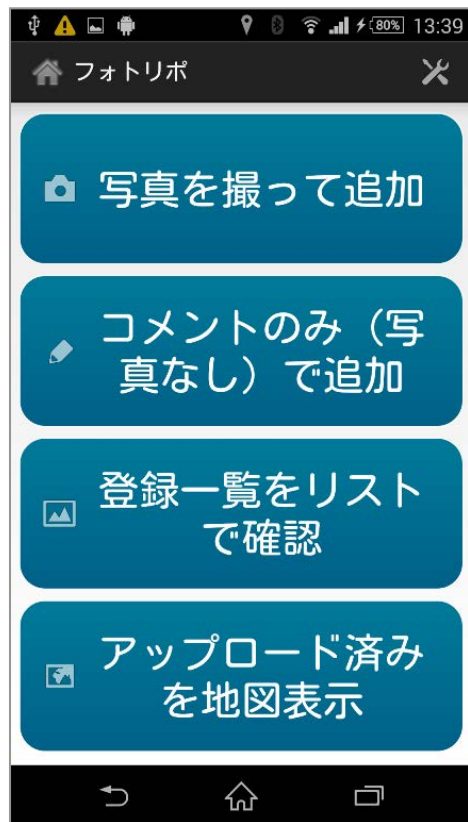 80% 13:39
フォトリポ
写真を撮って追加
コメントのみ（写
真なし）で追加
登録一覧をリスト
で確認
アップロード済み
を地図表示